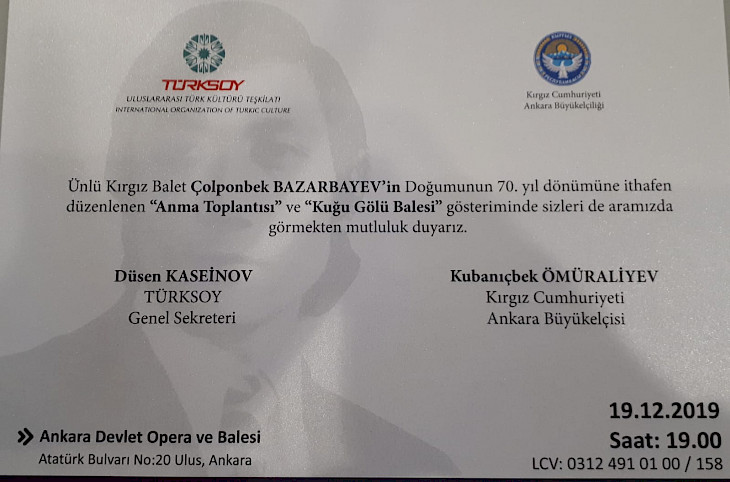 TÜRKSOY
ULUSLARARASI TÜRK KÜLTÜRÜ TEŞKİLATI
INTERNATIONAL ORGANIZATION OF TURKIC CULTURE
Kırgız Cumhuriyeti
Ankara Büyükelçiliği
Ünlü Kırgız Balet Çolponbek BAZARBAYEV'in Doğumunun 70. yıl dönümüne ithafen
düzenlenen “Anma Toplantısı” ve “Kuğu Gölü Balesi” gösteriminde sizleri de aramızda
görmekten mutluluk duyarız.
Düsen KASEİNOV
TÜRKSOY
Genel Sekreteri
Kubanıçbek ÖMÜRALİYEV
Kırgız Cumhuriyeti
Ankara Büyükelçisi
Ankara Devlet Opera ve Balesi
Atatürk Bulvarı No:20 Ulus, Ankara
19.12.2019
Saat: 19.00
LCV: 0312 491 01 00 / 158